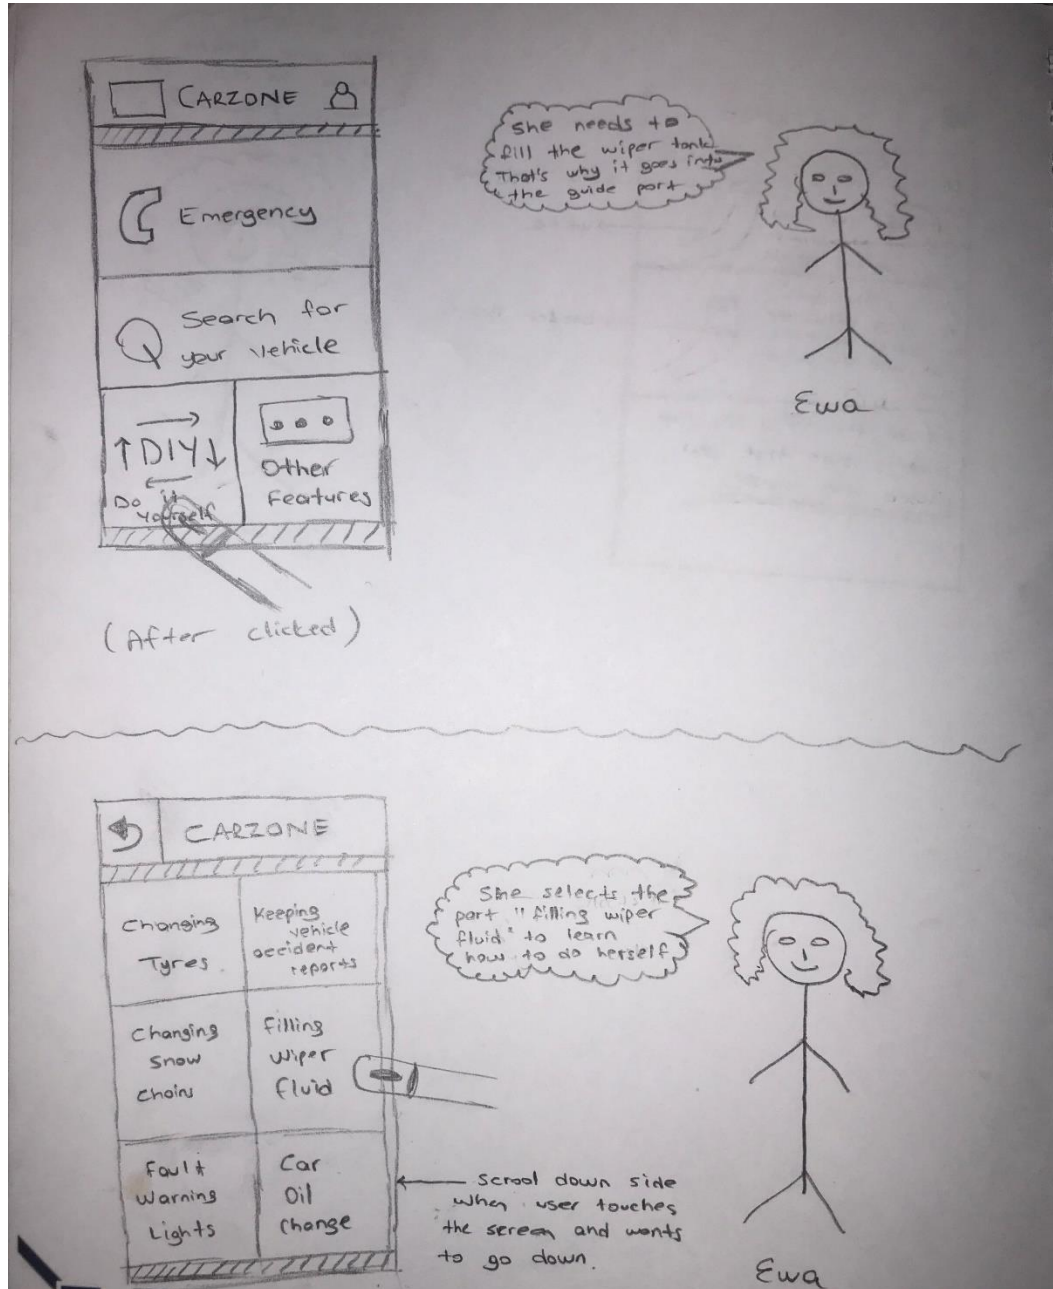 CARZONE
Emergency
Search for
your vehicle
DIY
Do it
Yourself
Other
Features
She needs to
fill the wiper tank.
That's why it goes into
the guide part
Ewa
(After clicked)
CARZONE
Changing
Tyres
Keeping
vehicle
accident
reports
Changing
Snow
Chains
Filling
Wiper
Fluid
Fault
Warning
Lights
Car
Oil
Change
She selects the
part "filling wiper
fluid" to learn
how to do herself
Scrool down side
when user touches
the screen and wants
to go down.
Ewa